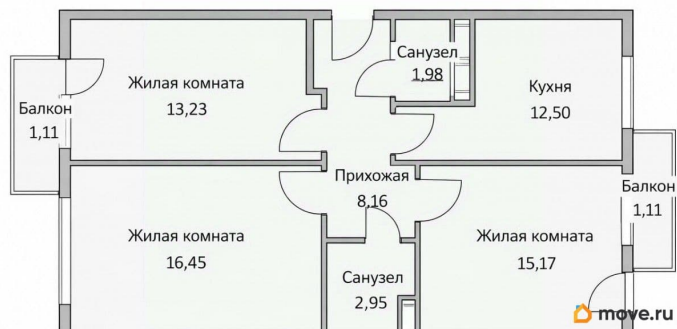 Санузел
1,98
Жилая комната
13,23
Кухня
12,50
Балкон
1,11
Прихожая
8,16
Балкон
1,11
Жилая комната
16,45
Жилая комната
15,17
Санузел
2,95
move.ru